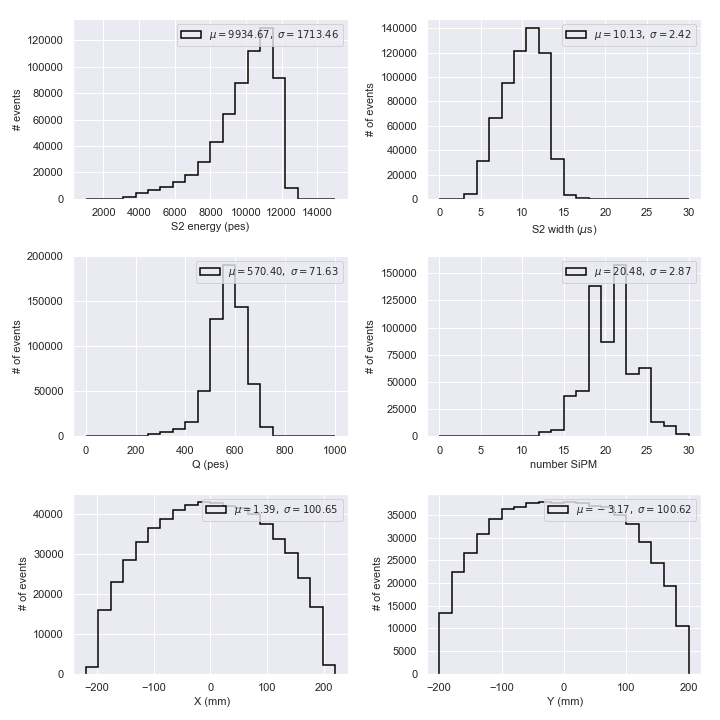 μ = 9934.67, σ = 1713.46
120000
100000
80000
60000
40000
20000
0
# events
2000 4000 6000 8000 10000 12000 14000
S2 energy (pes)
μ = 10.13, σ = 2.42
140000
120000
100000
80000
60000
40000
20000
0
# of events
0 5 10 15 20 25 30
S2 width (μs)
μ = 570.40, σ = 71.63
200000
150000
100000
50000
0
# of events
0 200 400 600 800 1000
Q (pes)
μ = 20.48, σ = 2.87
150000
125000
100000
75000
50000
25000
0
# of events
0 5 10 15 20 25 30
number SiPM
μ = 1.39, σ = 100.65
40000
30000
20000
10000
0
# of events
−200 −100 0 100 200
X (mm)
μ = −3.17, σ = 100.62
35000
30000
25000
20000
15000
10000
5000
0
# of events
−200 −100 0 100 200
Y (mm)